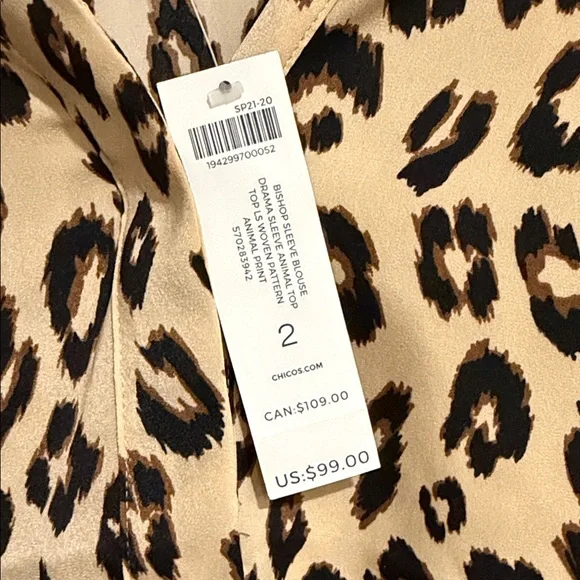 SP21-20
194299700052
BISHOP SLEEVE BLOUSE
DRAMA SLEEVE ANIMAL TOP
TOP LS WOVEN PATTERN
ANIMAL PRINT
570283942
2
CHICOS.COM
CAN:$109.00
US:$99.00